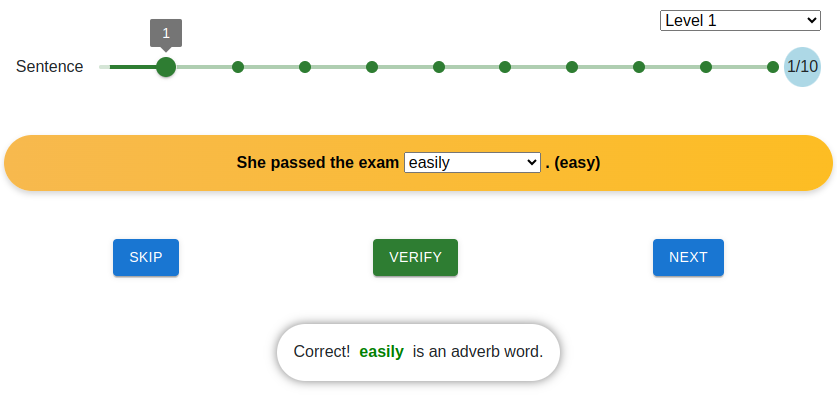 Level 1
1
Sentence 1/10
She passed the exam easily . (easy)
SKIP VERIFY NEXT
Correct! easily is an adverb word.